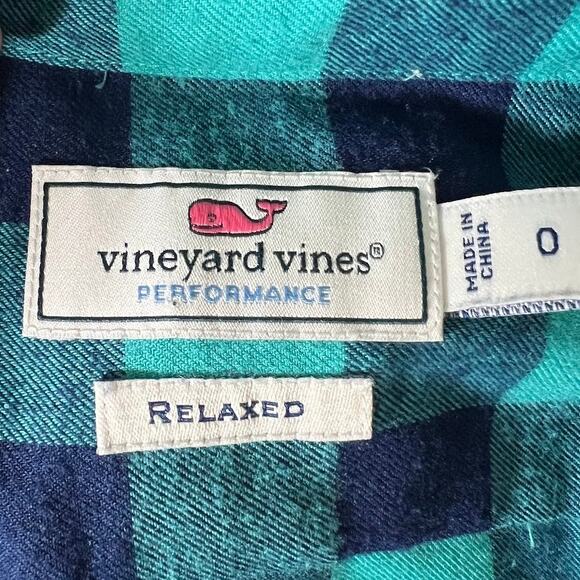 vineyard vines®
PERFORMANCE
MADE IN
CHINA
0
RELAXED